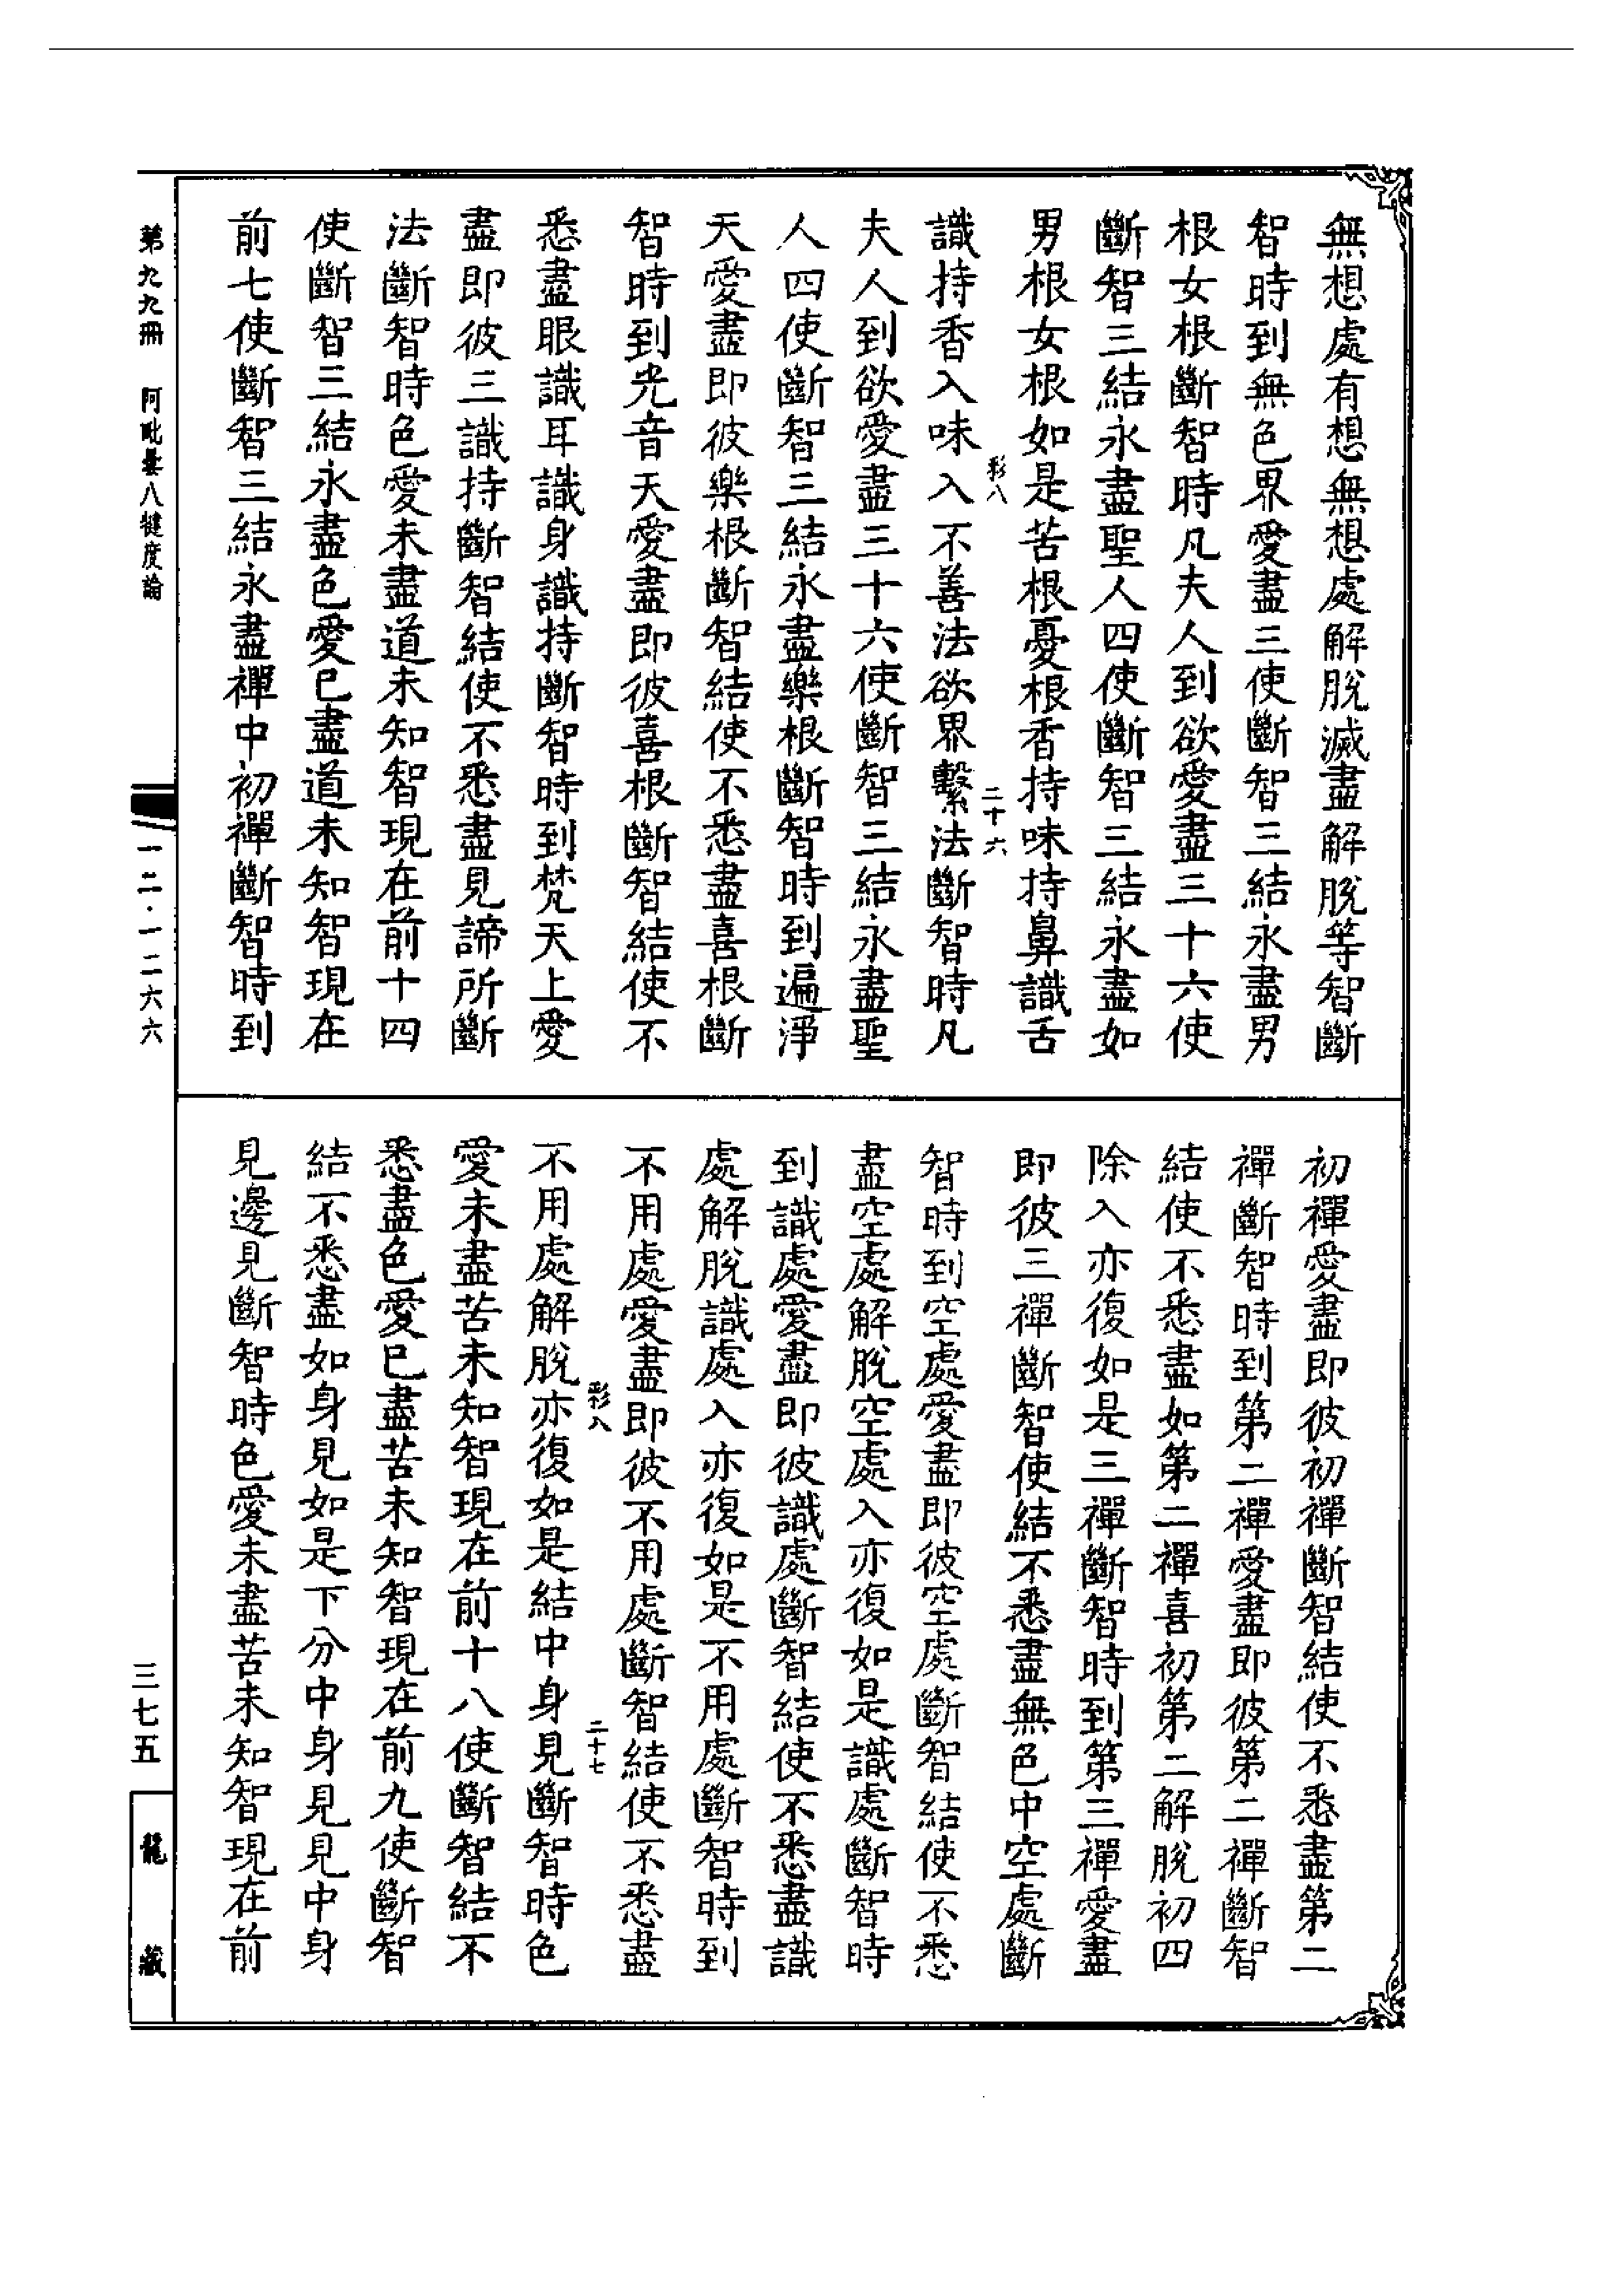 無想處有想無想處解脫滅盡解脫等智斷
智時到無色界愛盡三使斷智三結永盡男
根女根斷智時凡夫人到欲愛盡三十六使
斷智三結永盡聖人四使斷智三結永盡如
男根女根如是苦根憂根香持味持鼻識舌
彩八
二十六
識持香入味入不善法欲界繫法斷智時凡
夫人到欲愛盡三十六使斷智三結永盡聖
人四使斷智三結永盡樂根斷智時到遍淨
天愛盡即彼樂根斷智結使不悉盡喜根斷
智時到光音天愛盡即彼喜根斷智結使不
悉盡眼識耳識身識持斷智時到梵天上愛
盡即彼三識持斷智結使不悉盡見諦所斷
法斷智時色愛未盡道未知智現在前十四
使斷智三結永盡色愛已盡道未知智現在
前七使斷智三結永盡禪中初禪斷智時到
初禪愛盡即彼初禪斷智結使不悉盡第二
禪斷智時到第二禪愛盡即彼第二禪斷智
結使不悉盡如第二禪喜初第二解脫初四
除入亦復如是三禪斷智時到第三禪愛盡
即彼三禪斷智使結不悉盡無色中空處斷
智時到空處愛盡即彼空處斷智結使不悉
盡空處解脫空處入亦復如是識處斷智時
到識處愛盡即彼識處斷智結使不悉盡識
處解脫識處入亦復如是不用處斷智時到
不用處愛盡即彼不用處斷智結使不悉盡
彩八
二十七
不用處解脫亦復如是結中身見斷智時色
愛未盡苦未知智現在前十八使斷智結不
悉盡色愛已盡苦未知智現在前九使斷智
結不悉盡如身見如是下分中身見見中身
見邊見斷智時色愛未盡苦未知智現在前
第九九冊 阿毗曇八犍度論
一二·一二六六
三七五
龍藏